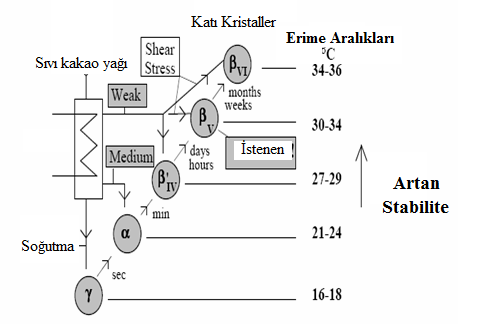 Katı Kristaller
Erime Aralıkları
°C
Sıvı kakao yağı
Shear
Stress
βVI
34-36
Weak
months
weeks
βV
30-34
İstenen
Medium
days
hours
β'IV
27-29
Artan
Stabilite
min
α
21-24
Soğutma
sec
γ
16-18